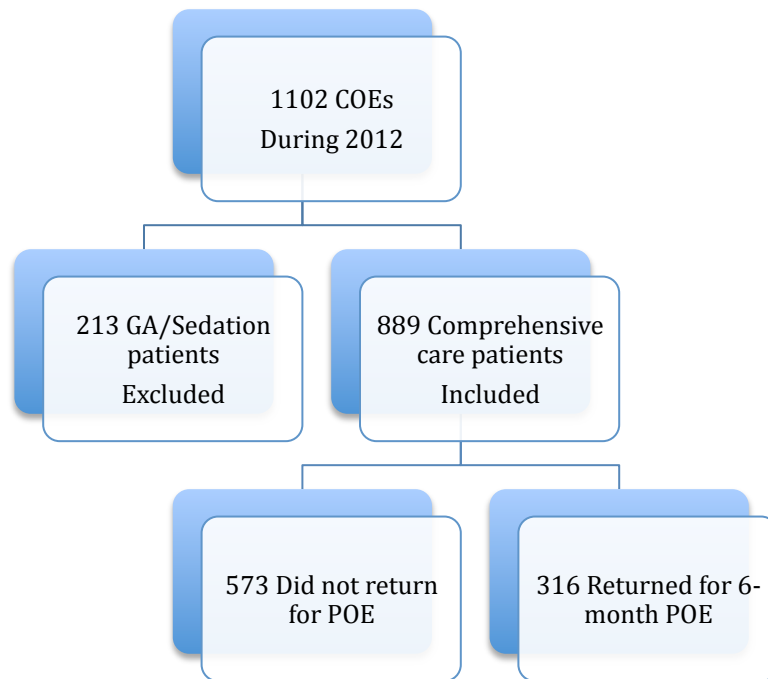 1102 COEs
During 2012
213 GA/Sedation
patients
Excluded
889 Comprehensive
care patients
Included
573 Did not return
for POE
316 Returned for 6-
month POE